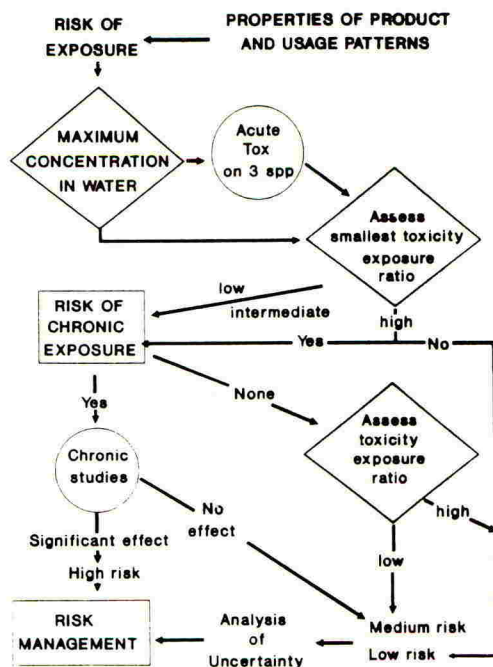 RISK OF
EXPOSURE
PROPERTIES OF PRODUCT
AND USAGE PATTERNS
MAXIMUM
CONCENTRATION
IN WATER
Acute
Tox
on 3 spp
Assess
smallest toxicity
exposure
ratio
low
intermediate
high
RISK OF
CHRONIC
EXPOSURE
Yes
No
Yes
None
Assess
toxicity
exposure
ratio
Chronic
studies
No
effect
high
low
Significant effect
High risk
RISK
MANAGEMENT
Analysis
of
Uncertainty
Medium risk
Low risk